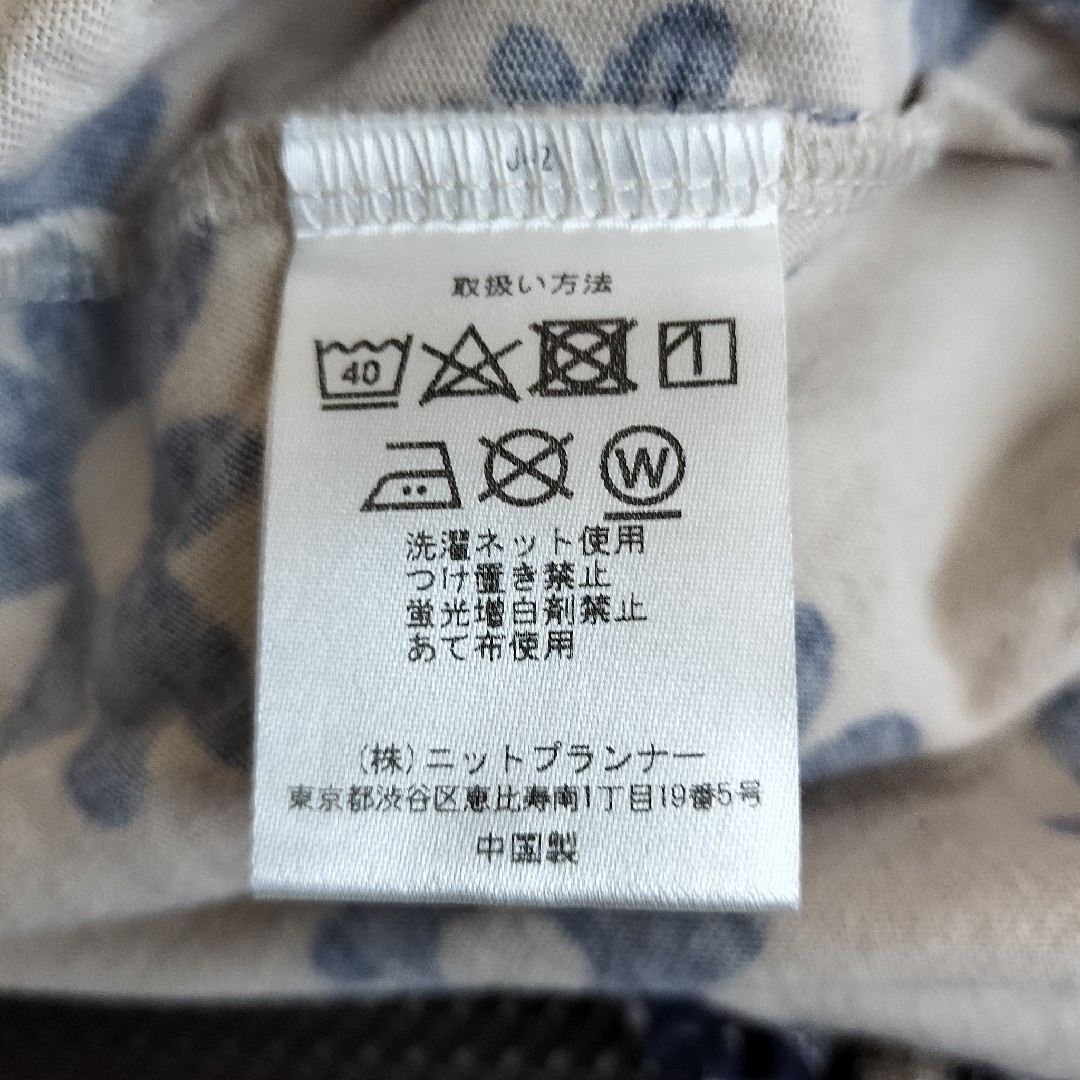 取扱い方法
40
W
洗濯ネット使用
つけ置き禁止
蛍光増白剤禁止
あて布使用
(株)ニットプランナー
東京都渋谷区恵比寿南1丁目19番5号
中国製